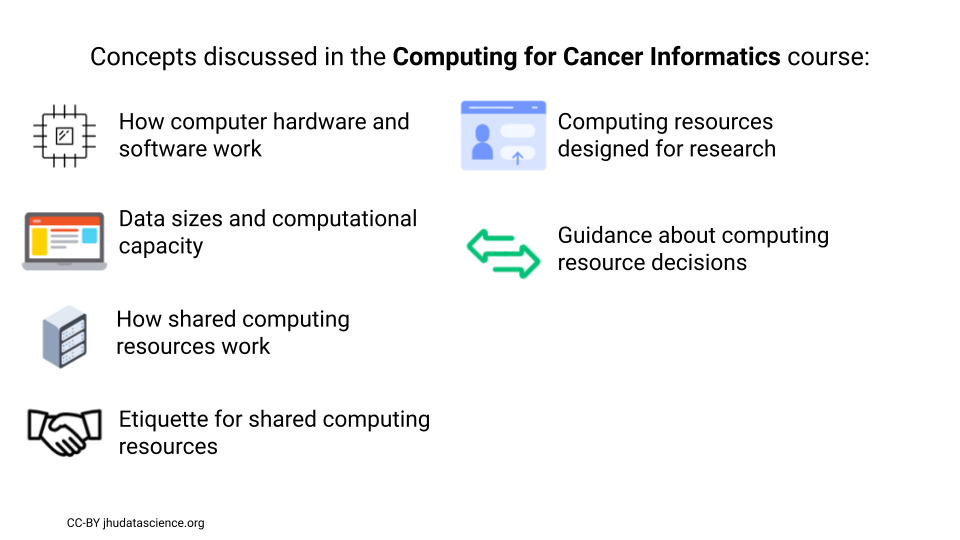 Concepts discussed in the Computing for Cancer Informatics course:
How computer hardware and
software work
Data sizes and computational
capacity
How shared computing
resources work
Etiquette for shared computing
resources
Computing resources
designed for research
Guidance about computing
resource decisions
CC-BY jhudatascience.org